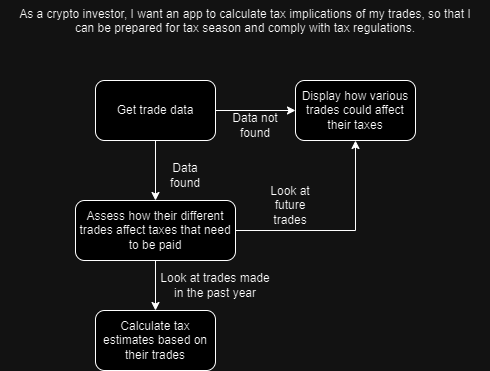 As a crypto investor, I want an app to calculate tax implications of my trades, so that I
can be prepared for tax season and comply with tax regulations.
Get trade data
Data not
found
Display how various
trades could affect
their taxes
Data
found
Look at
future
trades
Assess how their different
trades affect taxes that need
to be paid
Look at trades made
in the past year
Calculate tax
estimates based on
their trades